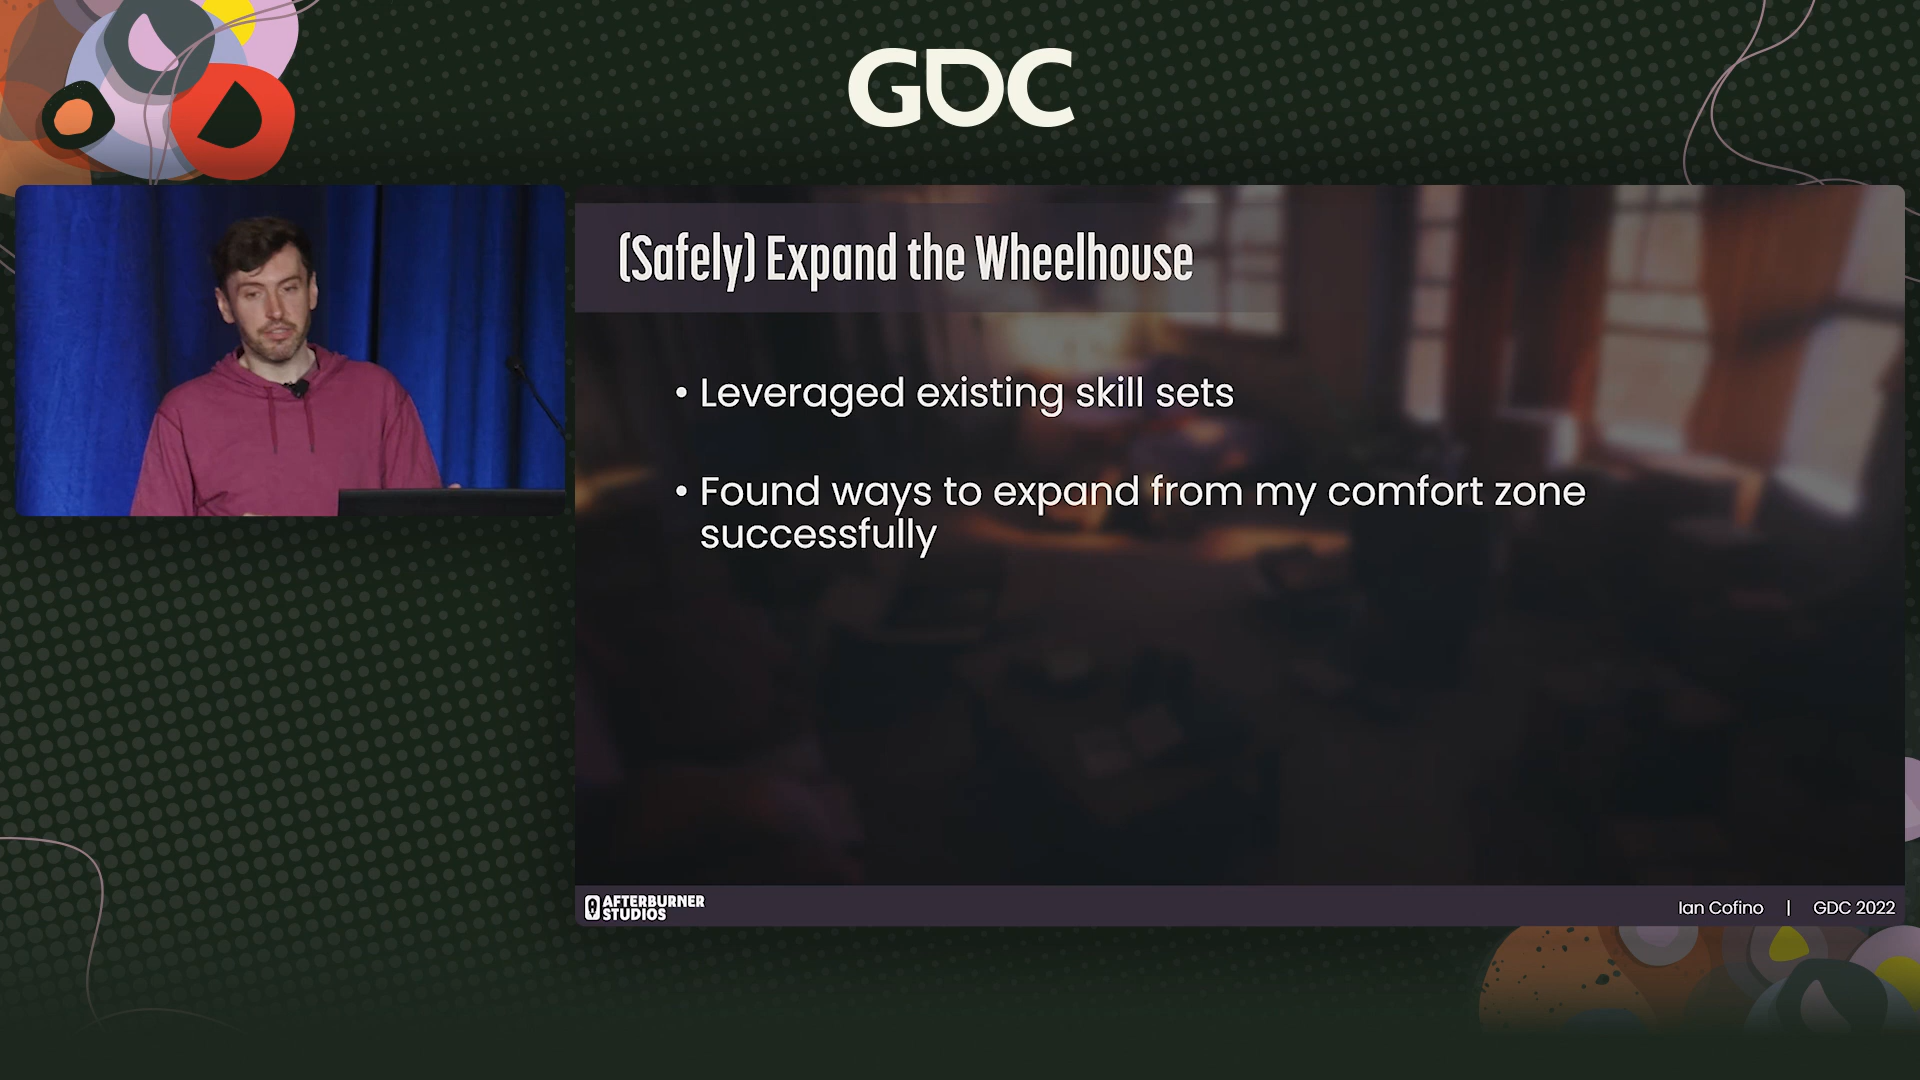 GDC
(Safely) Expand the Wheelhouse
• Leveraged existing skill sets
• Found ways to expand from my comfort zone
successfully
AFTERBURNER
STUDIOS
Ian Cofino | GDC 2022